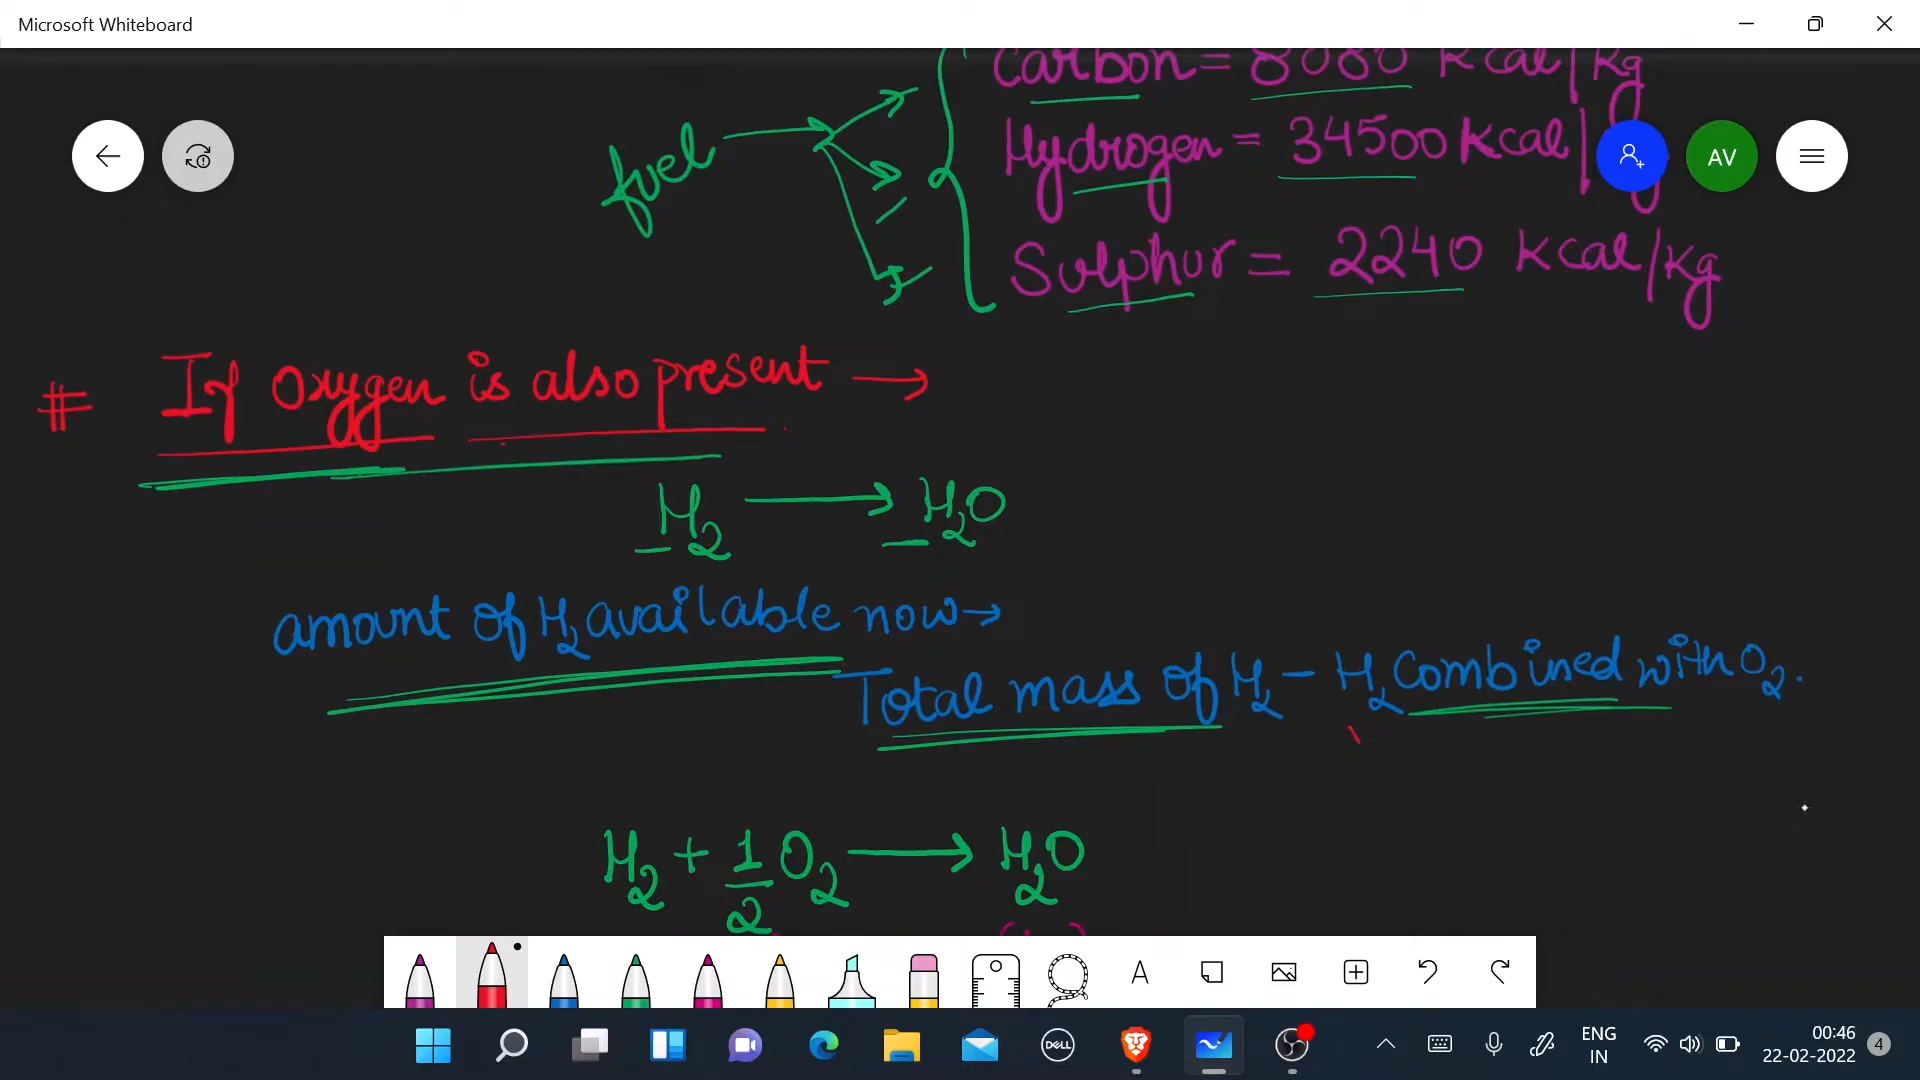 Microsoft Whiteboard
Carbon = 8080 Kcal/Kg
fuel
Hydrogen = 34500 Kcal/
AV
Sulphur = 2240 Kcal/Kg
# If Oxygen is also present →
H2 → H2O
amount of H2 available now →
Total mass of H2 – H2 Combined with O2.
H2 + 1/2 O2 → H2O
A
DELL
ENG
IN
00:46
22-02-2022
4